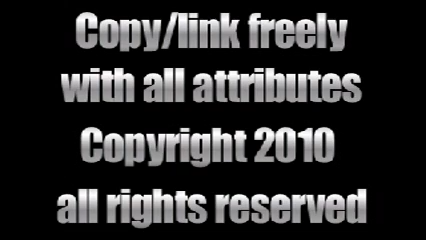 Copy/link freely
with all attributes
Copyright 2010
all rights reserved